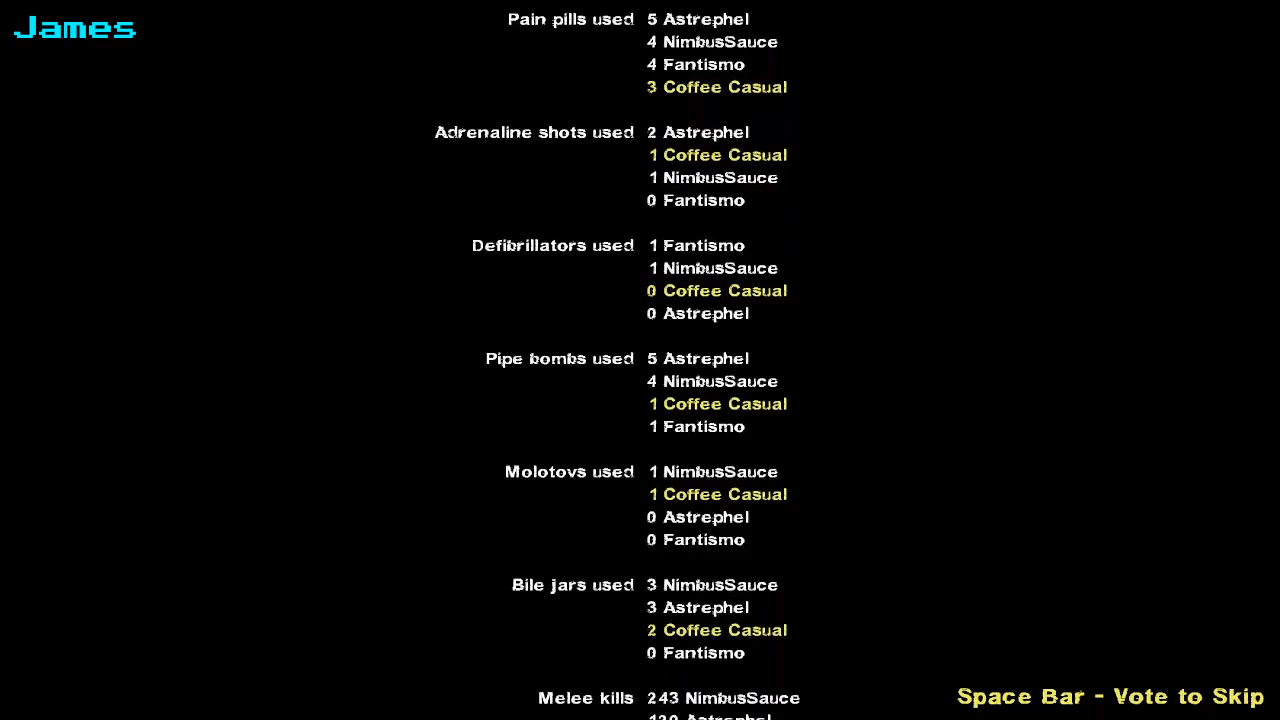 James
Pain pills used 5 Astrephel
4 NimbusSauce
4 Fantismo
3 Coffee Casual
Adrenaline shots used 2 Astrephel
1 Coffee Casual
1 NimbusSauce
0 Fantismo
Defibrillators used 1 Fantismo
1 NimbusSauce
0 Coffee Casual
0 Astrephel
Pipe bombs used 5 Astrephel
4 NimbusSauce
1 Coffee Casual
1 Fantismo
Molotovs used 1 NimbusSauce
1 Coffee Casual
0 Astrephel
0 Fantismo
Bile jars used 3 NimbusSauce
3 Astrephel
2 Coffee Casual
0 Fantismo
Melee kills 243 NimbusSauce
Astrephel
Space Bar - Vote to Skip